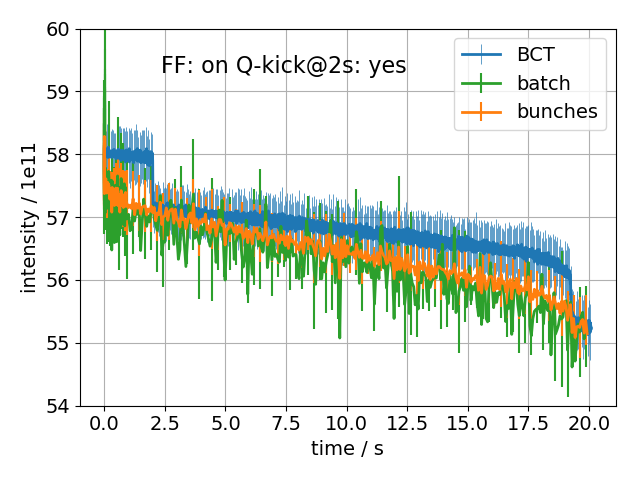 60
59
58
57
56
55
54
intensity / 1e11
FF: on Q-kick@2s: yes
BCT
batch
bunches
0.0 2.5 5.0 7.5 10.0 12.5 15.0 17.5 20.0
time / s